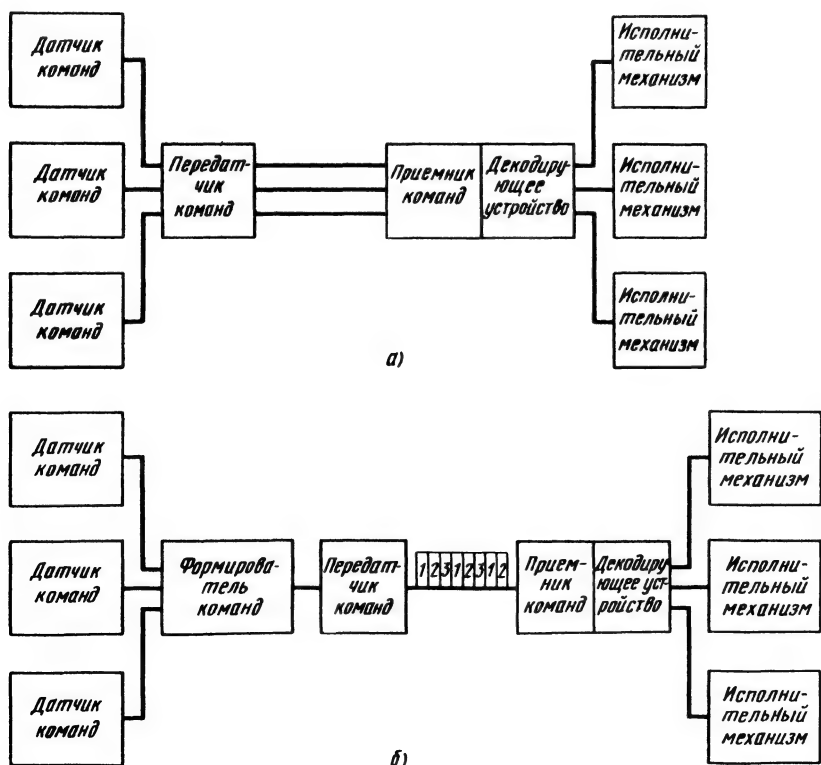 Датчик
команд
Датчик
команд
Датчик
команд
Передат-
чик
команд
Приемник
команд
Декодиру-
ющее
устройство
Исполни-
тельный
механизм
Исполни-
тельный
механизм
Исполни-
тельный
механизм
а)
Датчик
команд
Датчик
команд
Датчик
команд
Формирова-
тель
команд
Передат-
чик
команд
1 2 3 1 2 3 1 2
Прием-
ник
команд
Декодиру-
ющее уст-
ройство
Исполни-
тельный
механизм
Исполни-
тельный
механизм
Исполни-
тельный
механизм
б)